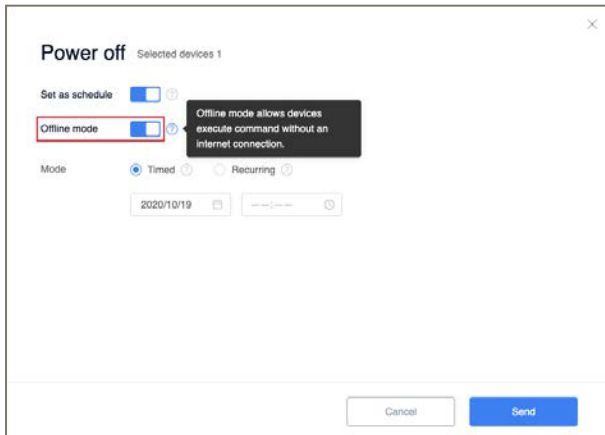 Power off Selected devices 1
Set as schedule
Offline mode
Offline mode allows devices
execute command without an
internet connection.
Mode Timed Recurring
2020/10/19 --:--
Cancel Send